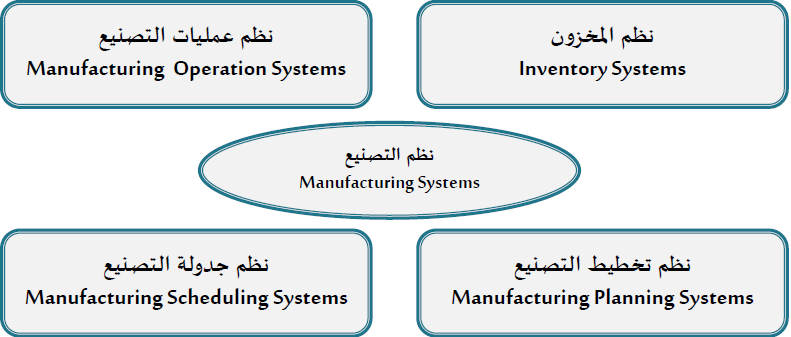 نظم المخزون
Inventory Systems
نظم عمليات التصنيع
Manufacturing Operation Systems
نظم التصنيع
Manufacturing Systems
نظم تخطيط التصنيع
Manufacturing Planning Systems
نظم جدولة التصنيع
Manufacturing Scheduling Systems